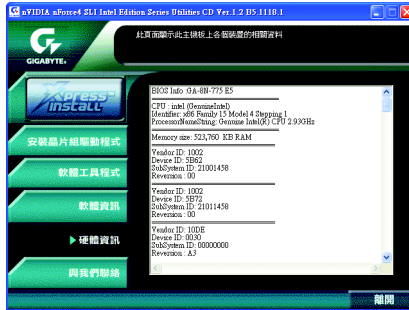 nVIDIA nForce4 SLI Intel Edition Series Utilities CD Ver.1.2 B5.1118.1
此頁面顯示此主機板上各個裝置的相關資料
GIGABYTE
Xpress-
Install
安裝晶片組驅動程式
軟體工具程式
軟體資訊
硬體資訊
與我們聯絡
BIOS Info :GA-8N-775 E5
CPU : intel (GenuineIntel)
Identifier: x86 Family 15 Model 4 Stepping 1
ProcessorNameString: Genuine Intel(R) CPU 2.93GHz
Memory size: 523,760 KB RAM
Vendor ID: 1002
Device ID: 5B62
SubSystem ID: 21001458
Reversion : 00
Vendor ID: 1002
Device ID: 5B72
SubSystem ID: 21011458
Reversion : 00
Vendor ID: 10DE
Device ID: 0030
SubSystem ID: 00000000
Reversion : A3
離開